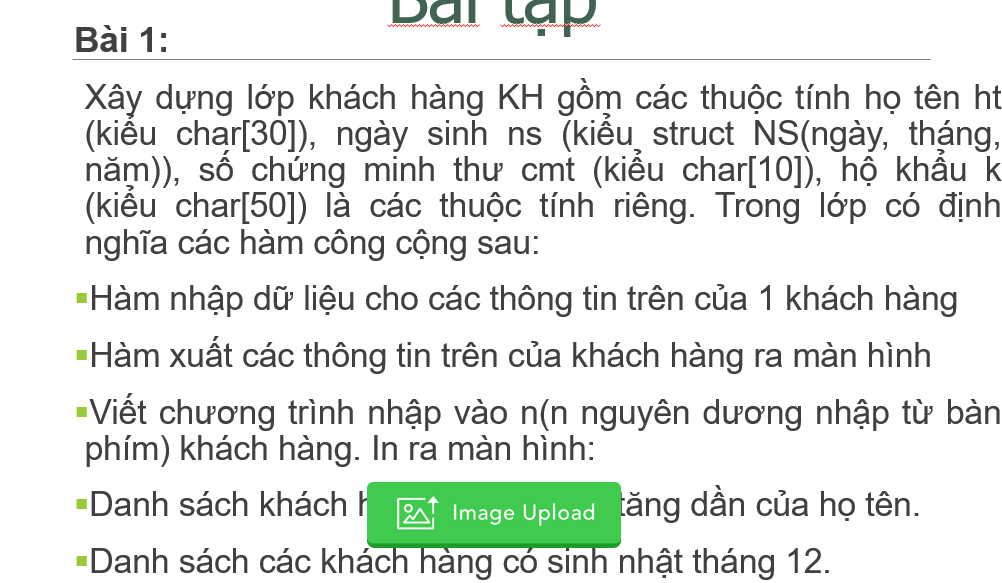 Bài tập
Bài 1:
Xây dựng lớp khách hàng KH gồm các thuộc tính họ tên ht
(kiểu char[30]), ngày sinh ns (kiểu struct NS(ngày, tháng,
năm)), số chứng minh thư cmt (kiểu char[10]), hộ khẩu k
(kiểu char[50]) là các thuộc tính riêng. Trong lớp có định
nghĩa các hàm công cộng sau:
▪Hàm nhập dữ liệu cho các thông tin trên của 1 khách hàng
▪Hàm xuất các thông tin trên của khách hàng ra màn hình
▪Viết chương trình nhập vào n(n nguyên dương nhập từ bàn
phím) khách hàng. In ra màn hình:
▪Danh sách khách tăng dần của họ tên.
Image Upload
▪Danh sách các khách hàng có sinh nhật tháng 12.